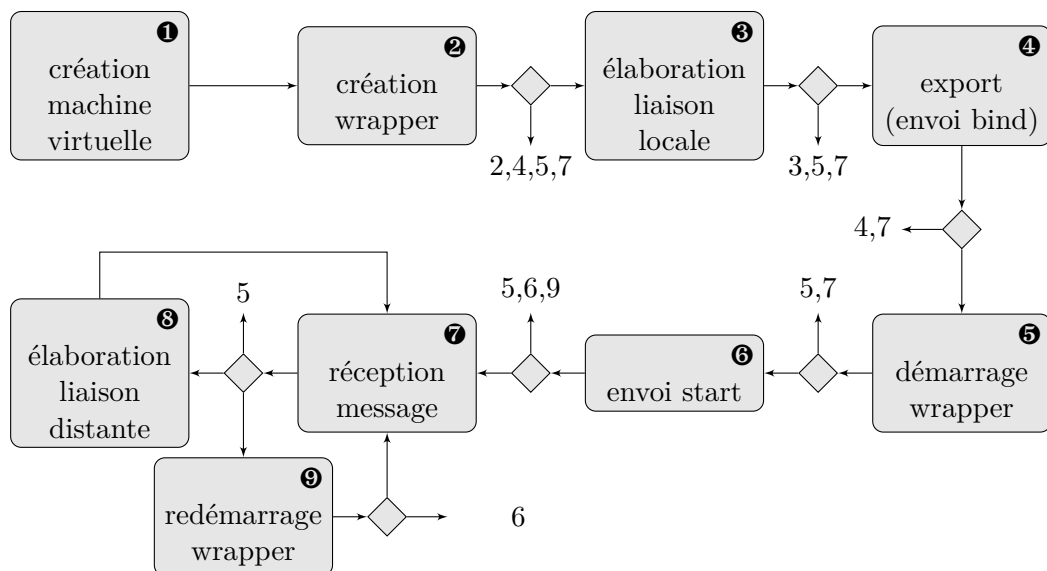 ❶
création
machine
virtuelle
❷
création
wrapper
2,4,5,7
❸
élaboration
liaison
locale
3,5,7
❹
export
(envoi bind)
4,7
❺
démarrage
wrapper
5,7
❻
envoi start
5,6,9
❼
réception
message
5
❽
élaboration
liaison
distante
❾
redémarrage
wrapper
6